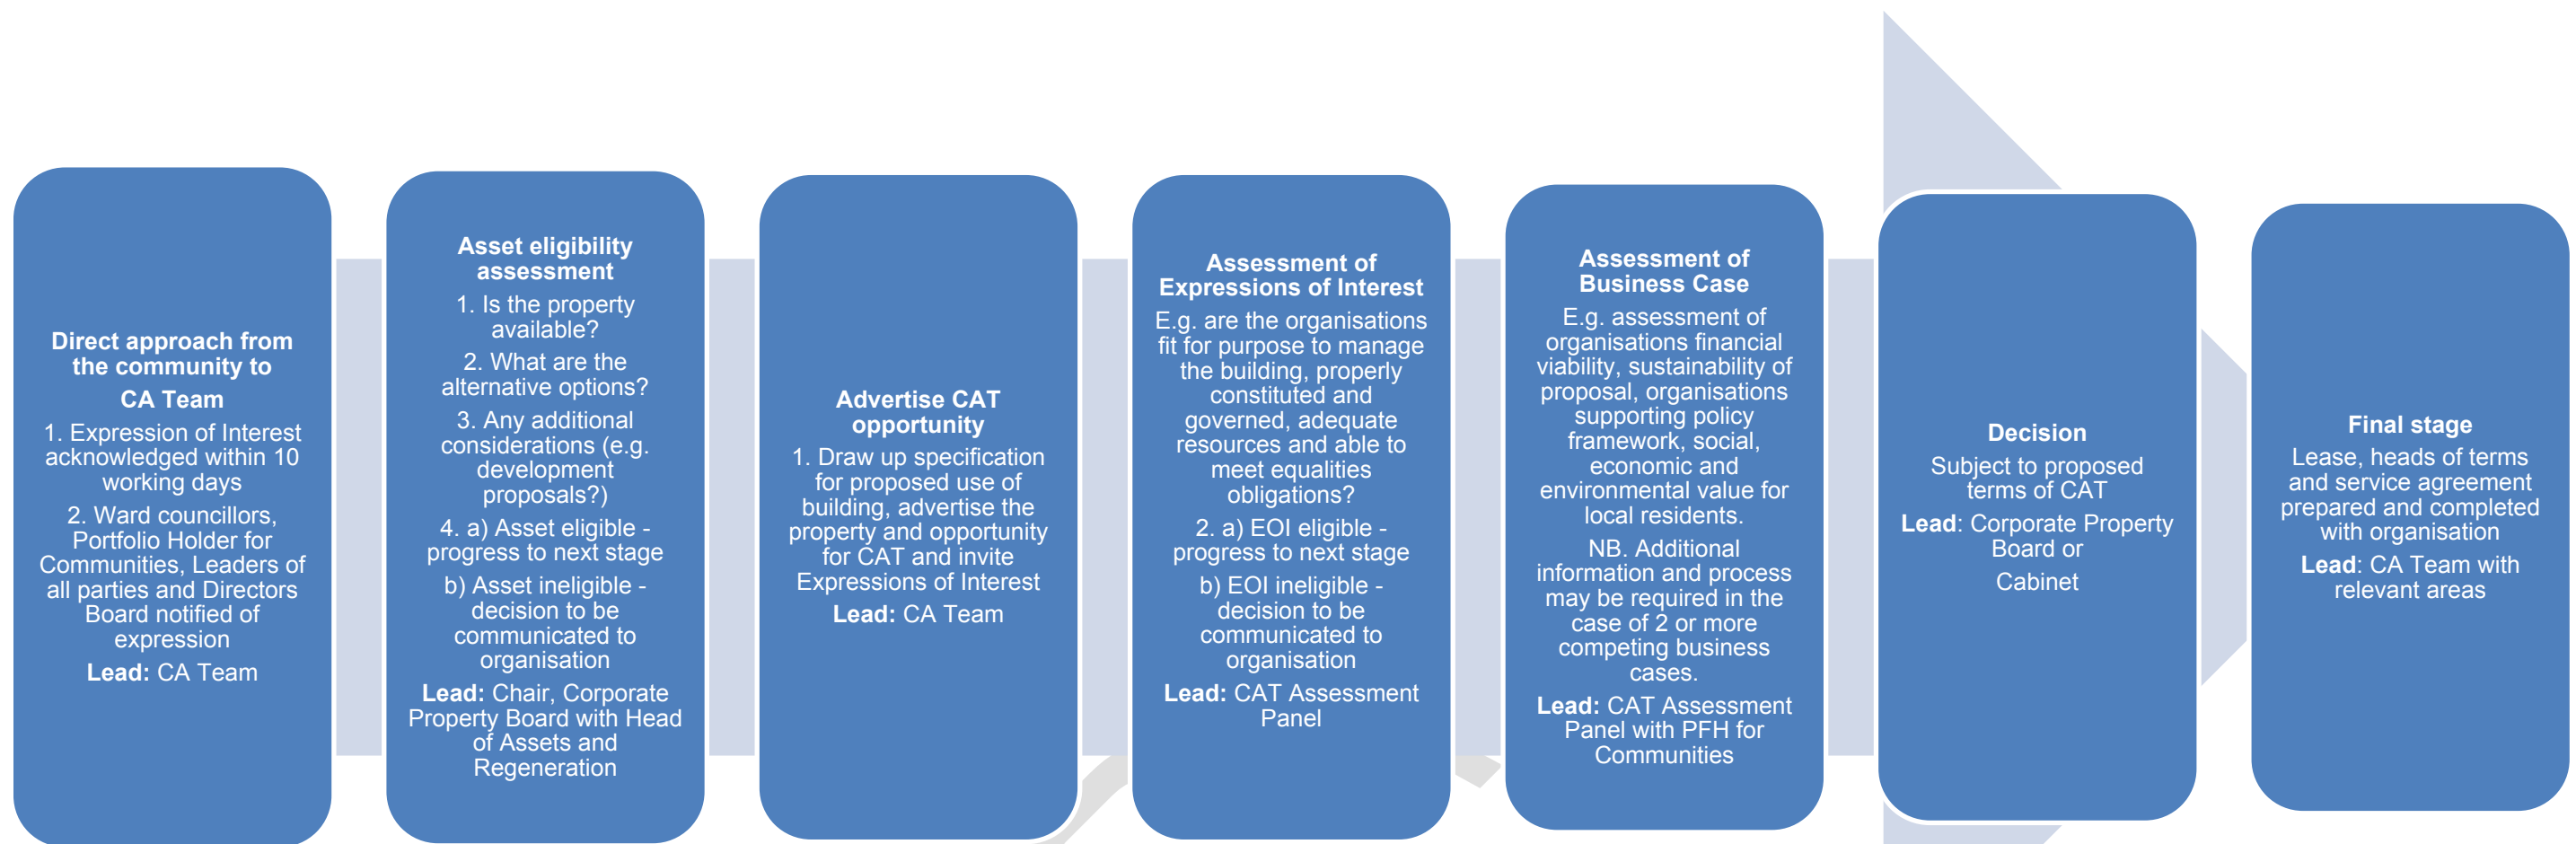 Direct approach from
the community to
CA Team
1. Expression of Interest
acknowledged within 10
working days
2. Ward councillors,
Portfolio Holder for
Communities, Leaders of
all parties and Directors
Board notified of
expression
Lead: CA Team
Asset eligibility
assessment
1. Is the property
available?
2. What are the
alternative options?
3. Any additional
considerations (e.g.
development
proposals?)
4. a) Asset eligible -
progress to next stage
b) Asset ineligible -
decision to be
communicated to
organisation
Lead: Chair, Corporate
Property Board with Head
of Assets and
Regeneration
Advertise CAT
opportunity
1. Draw up specification
for proposed use of
building, advertise the
property and opportunity
for CAT and invite
Expressions of Interest
Lead: CA Team
Assessment of
Expressions of Interest
E.g. are the organisations
fit for purpose to manage
the building, properly
constituted and
governed, adequate
resources and able to
meet equalities
obligations?
2. a) EOI eligible -
progress to next stage
b) EOI ineligible -
decision to be
communicated to
organisation
Lead: CAT Assessment
Panel
Assessment of
Business Case
E.g. assessment of
organisations financial
viability, sustainability of
proposal, organisations
supporting policy
framework, social,
economic and
environmental value for
local residents.
NB. Additional
information and process
may be required in the
case of 2 or more
competing business
cases.
Lead: CAT Assessment
Panel with PFH for
Communities
Decision
Subject to proposed
terms of CAT
Lead: Corporate Property
Board or
Cabinet
Final stage
Lease, heads of terms
and service agreement
prepared and completed
with organisation
Lead: CA Team with
relevant areas